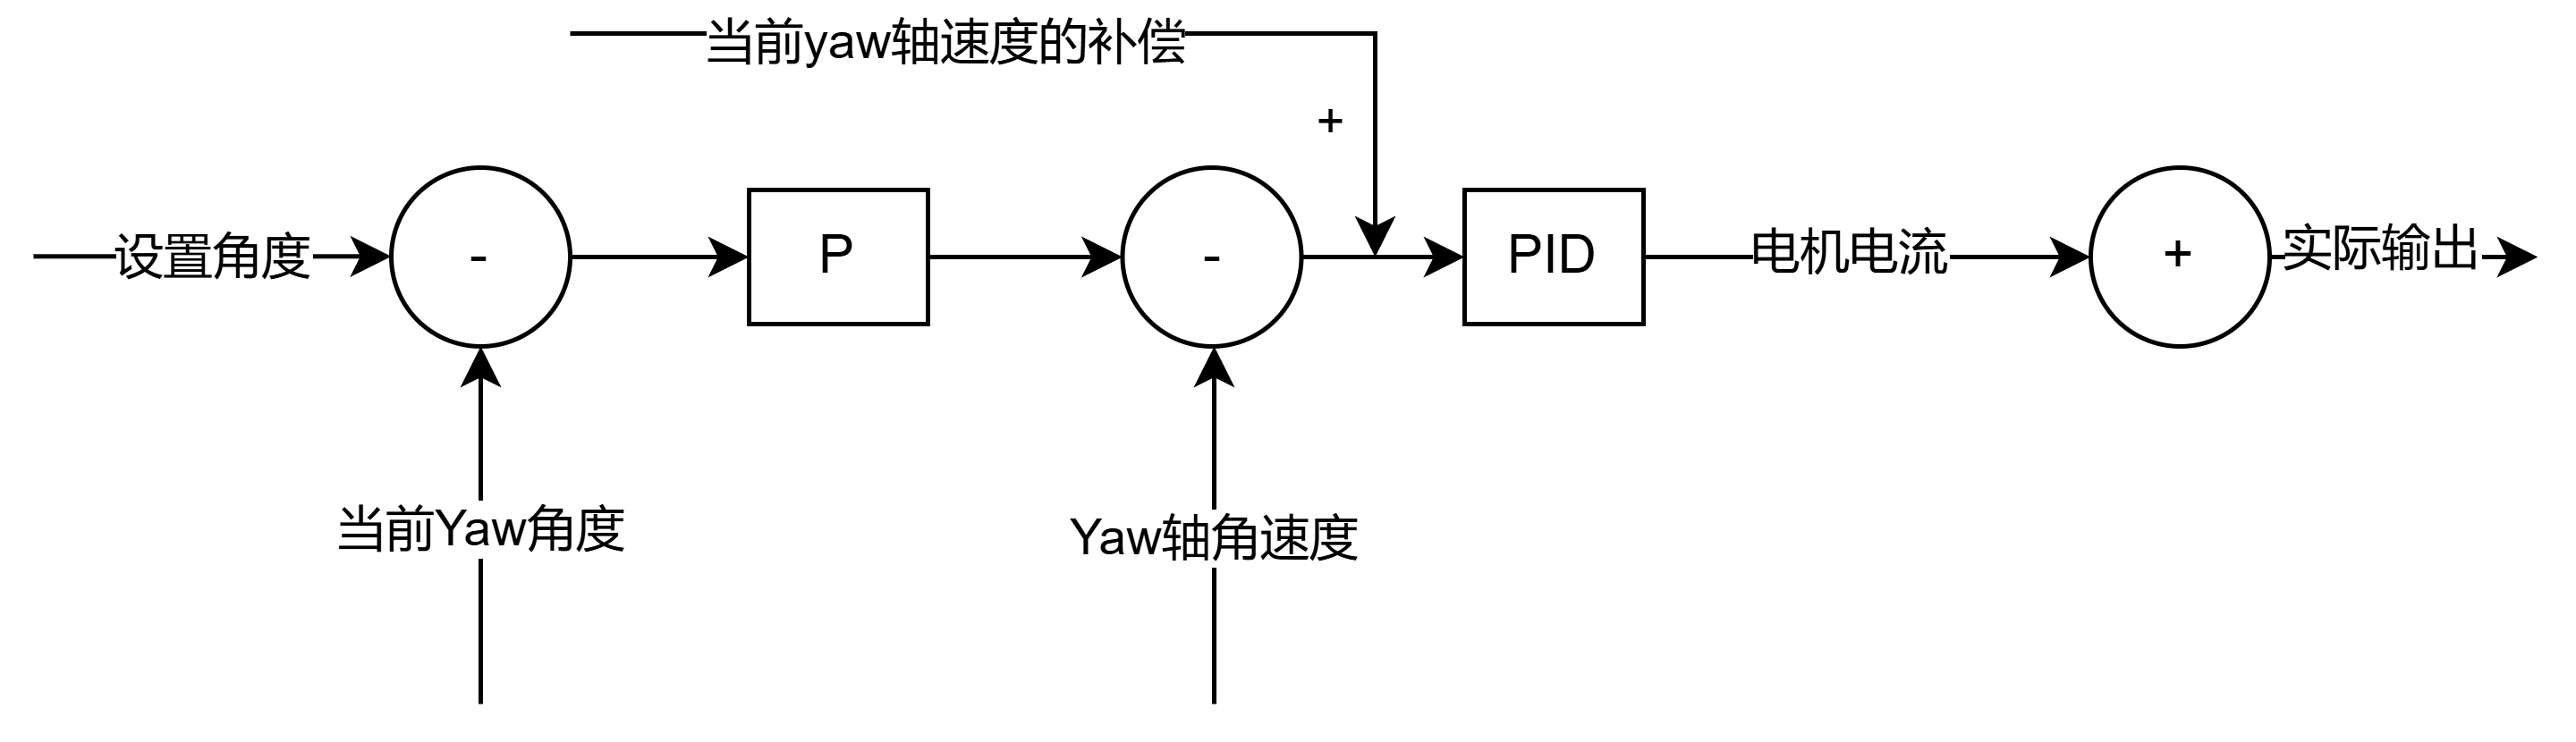 当前yaw轴速度的补偿
+
设置角度
-
P
-
PID
电机电流
+
实际输出
当前Yaw角度
Yaw轴角速度